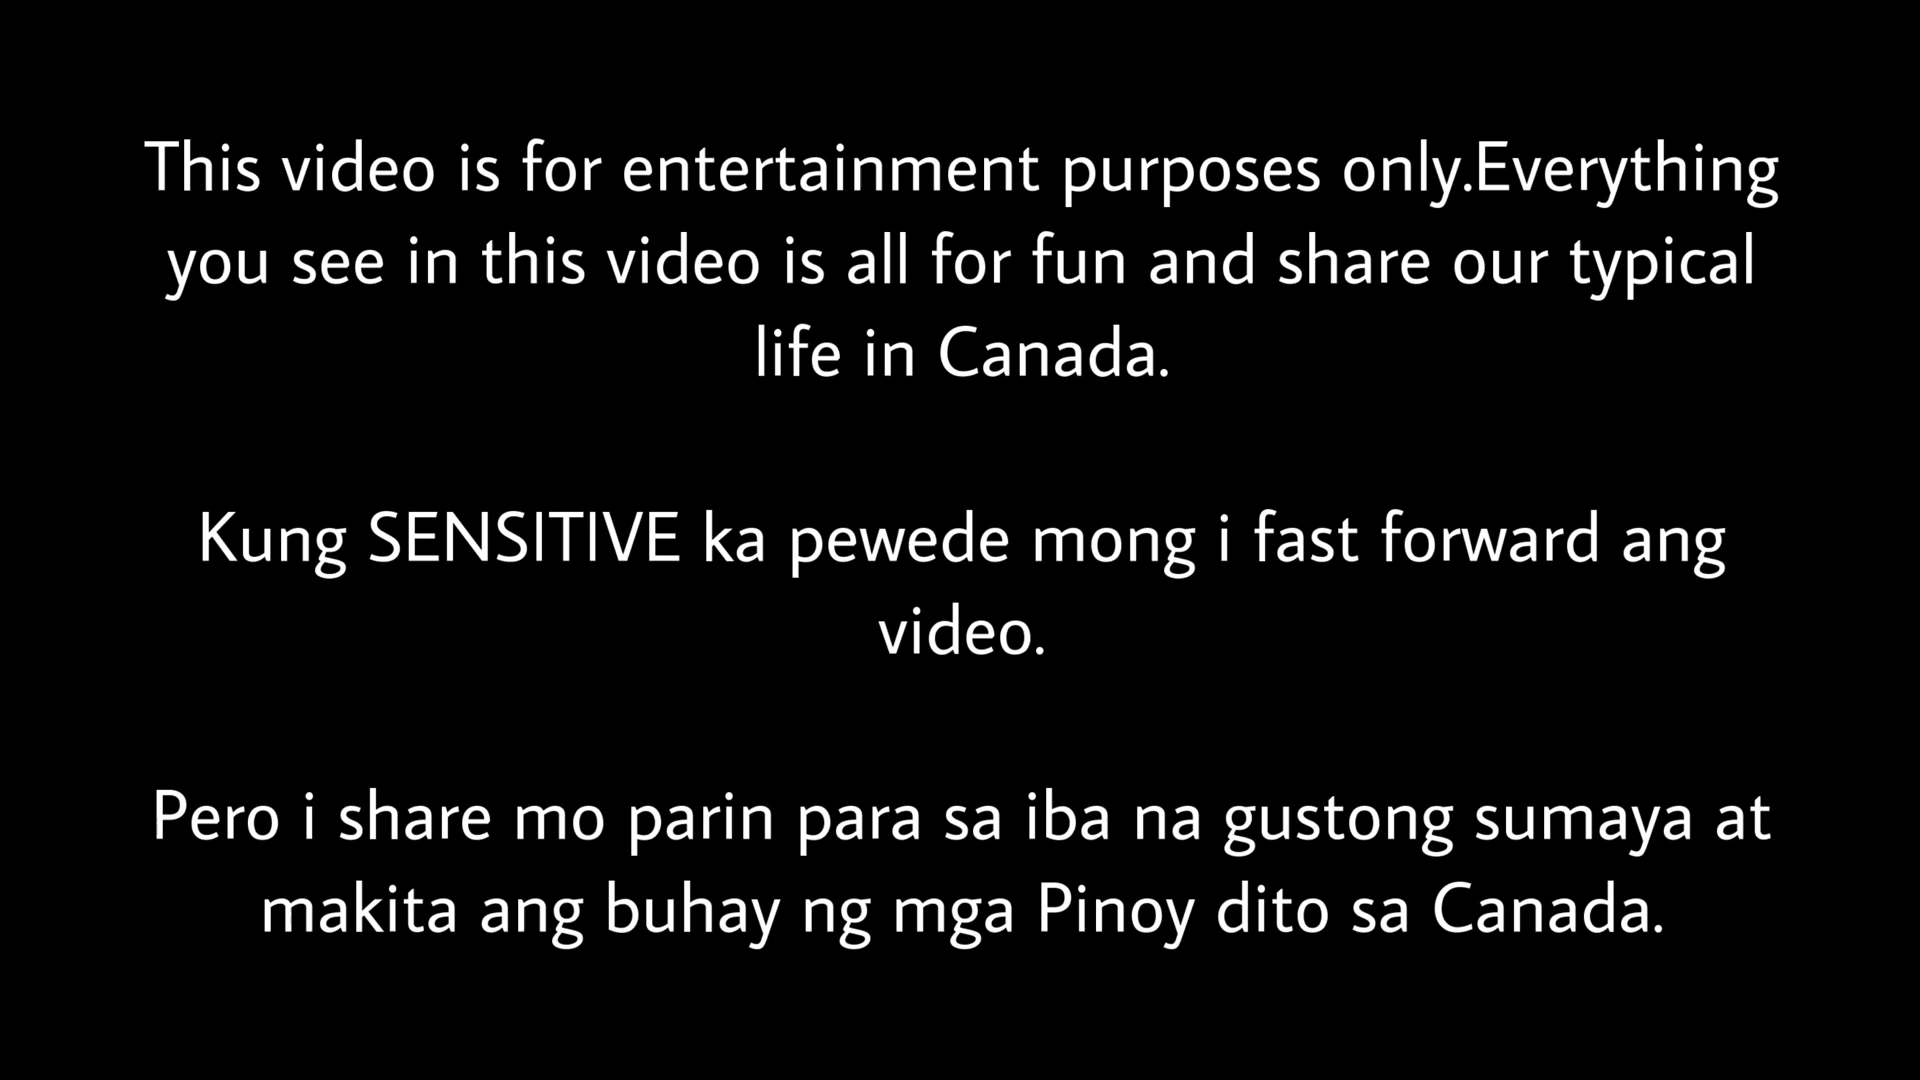 This video is for entertainment purposes only.Everything
you see in this video is all for fun and share our typical
life in Canada.
Kung SENSITIVE ka pewede mong i fast forward ang
video.
Pero i share mo parin para sa iba na gustong sumaya at
makita ang buhay ng mga Pinoy dito sa Canada.